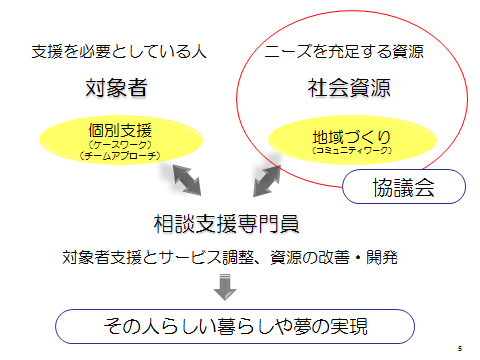 支援を必要としている人
対象者
個別支援
（ケースワーク）
（チームアプローチ）
ニーズを充足する資源
社会資源
地域づくり
（コミュニティワーク）
協議会
相談支援専門員
対象者支援とサービス調整、資源の改善・開発
その人らしい暮らしや夢の実現
5